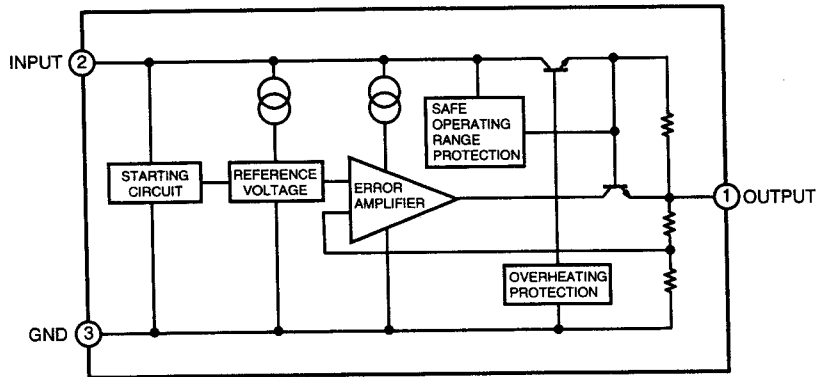 INPUT 2
SAFE
OPERATING
RANGE
PROTECTION
STARTING
CIRCUIT
REFERENCE
VOLTAGE
ERROR
AMPLIFIER
1 OUTPUT
OVERHEATING
PROTECTION
GND 3